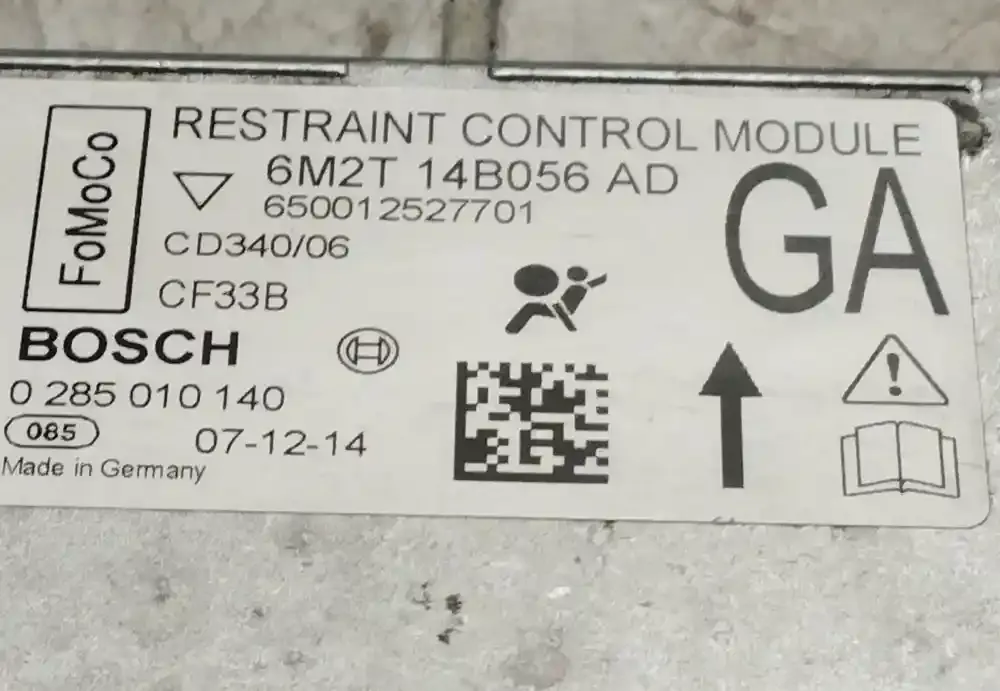 FoMoCo
RESTRAINT CONTROL MODULE
6M2T 14B056 AD
650012527701
CD340/06
CF33B
GA
BOSCH
0 285 010 140
085
07-12-14
Made in Germany